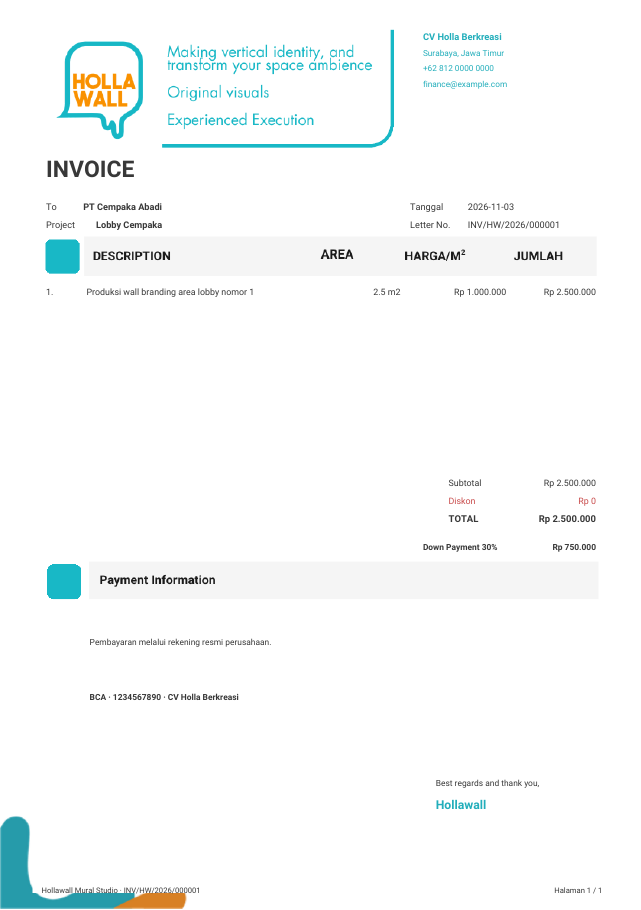 HOLLA
WALL
Making vertical identity, and
transform your space ambience
Original visuals
Experienced Execution
CV Holla Berkreasi
Surabaya, Jawa Timur
+62 812 0000 0000
finance@example.com
INVOICE
To PT Cempaka Abadi
Tanggal 2026-11-03
Project Lobby Cempaka
Letter No. INV/HW/2026/000001
DESCRIPTION AREA HARGA/M² JUMLAH
1. Produksi wall branding area lobby nomor 1 2.5 m2 Rp 1.000.000 Rp 2.500.000
Subtotal Rp 2.500.000
Diskon Rp 0
TOTAL Rp 2.500.000
Down Payment 30% Rp 750.000
Payment Information
Pembayaran melalui rekening resmi perusahaan.
BCA · 1234567890 · CV Holla Berkreasi
Best regards and thank you,
Hollawall
Hollawall Mural Studio · INV/HW/2026/000001
Halaman 1 / 1